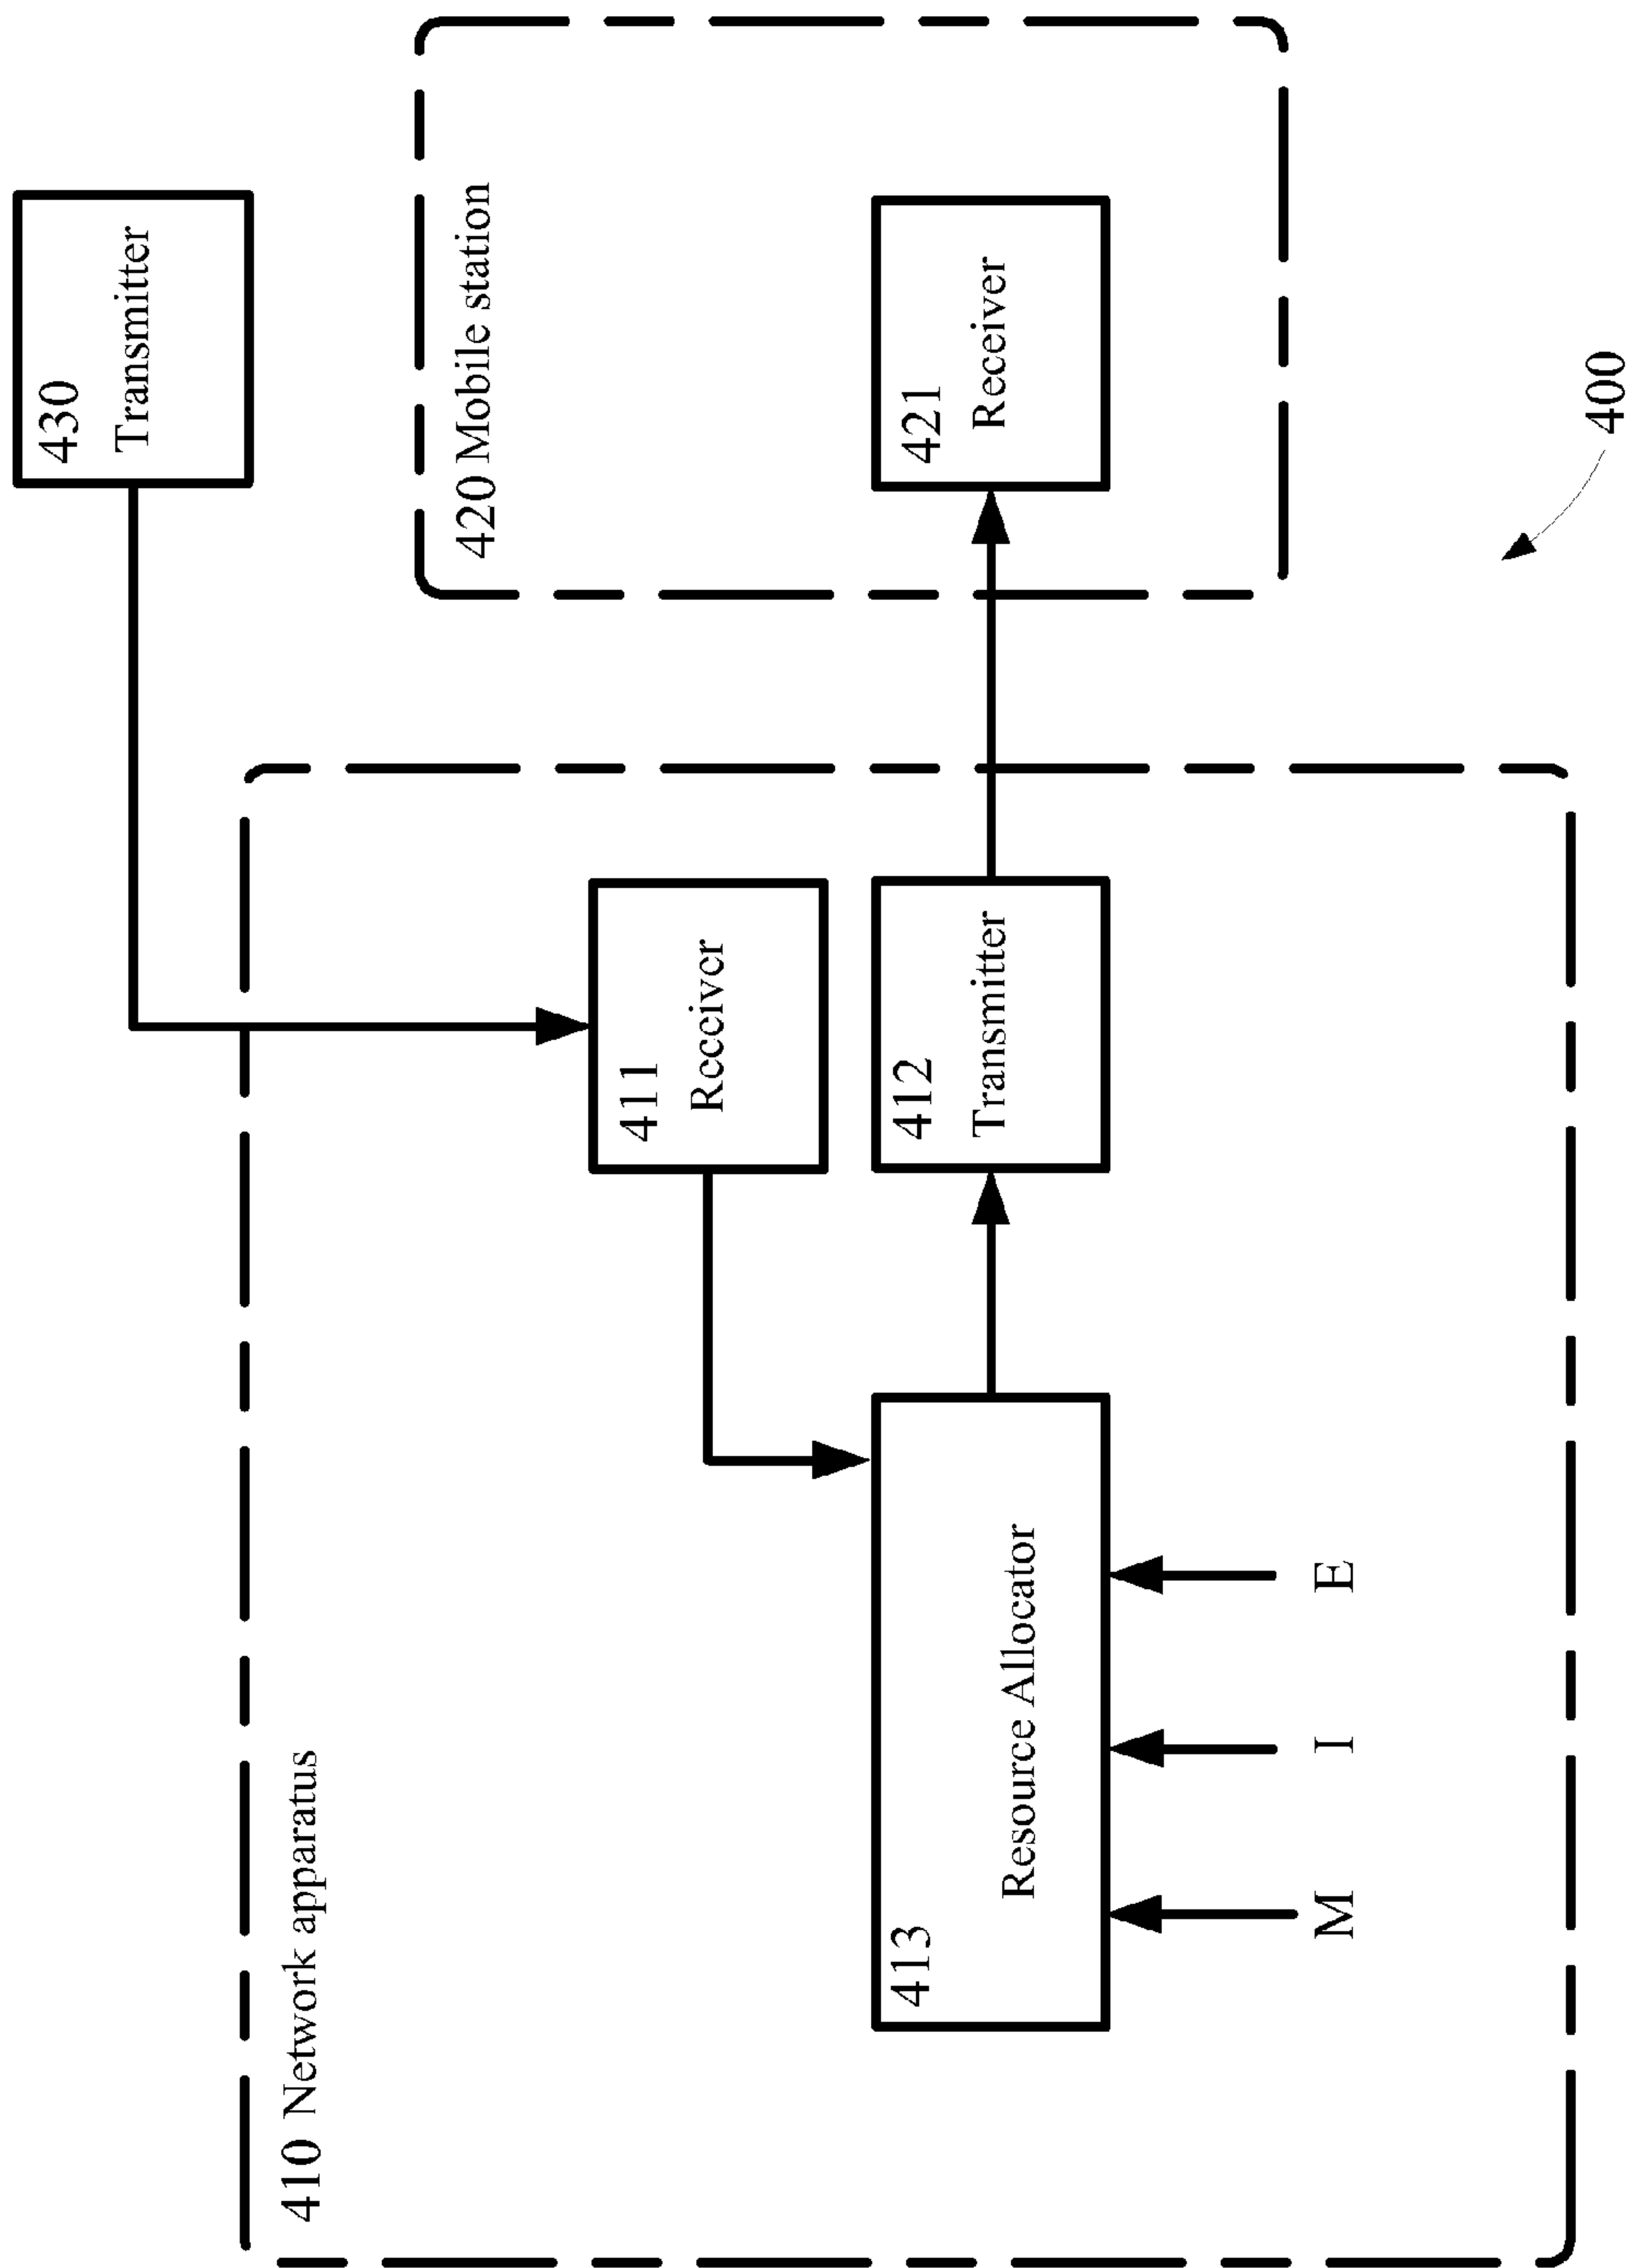 430
Transmitter
420 Mobile station
421
Receiver
410 Network apparatus
411
Receiver
412
Transmitter
413
Resource Allocator
M
I
E
400